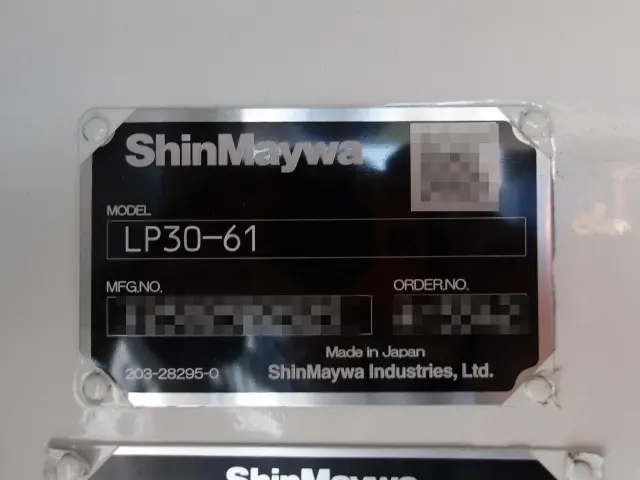 ShinMaywa
MODEL
LP30-61
MFG.NO.
ORDER.NO.
Made in Japan
203-28295-0
ShinMaywa Industries, Ltd.
ShinMaywa